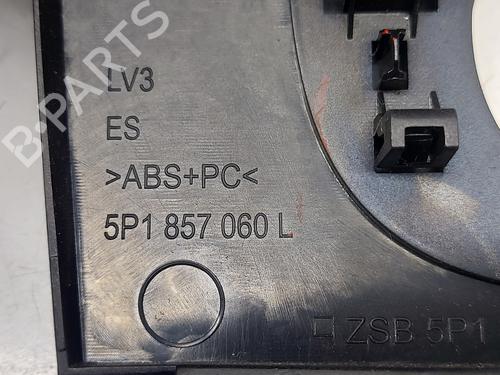 B-PARTS
LV3
ES
>ABS+PC<
5P1 857 060 L
ZSB 5P1